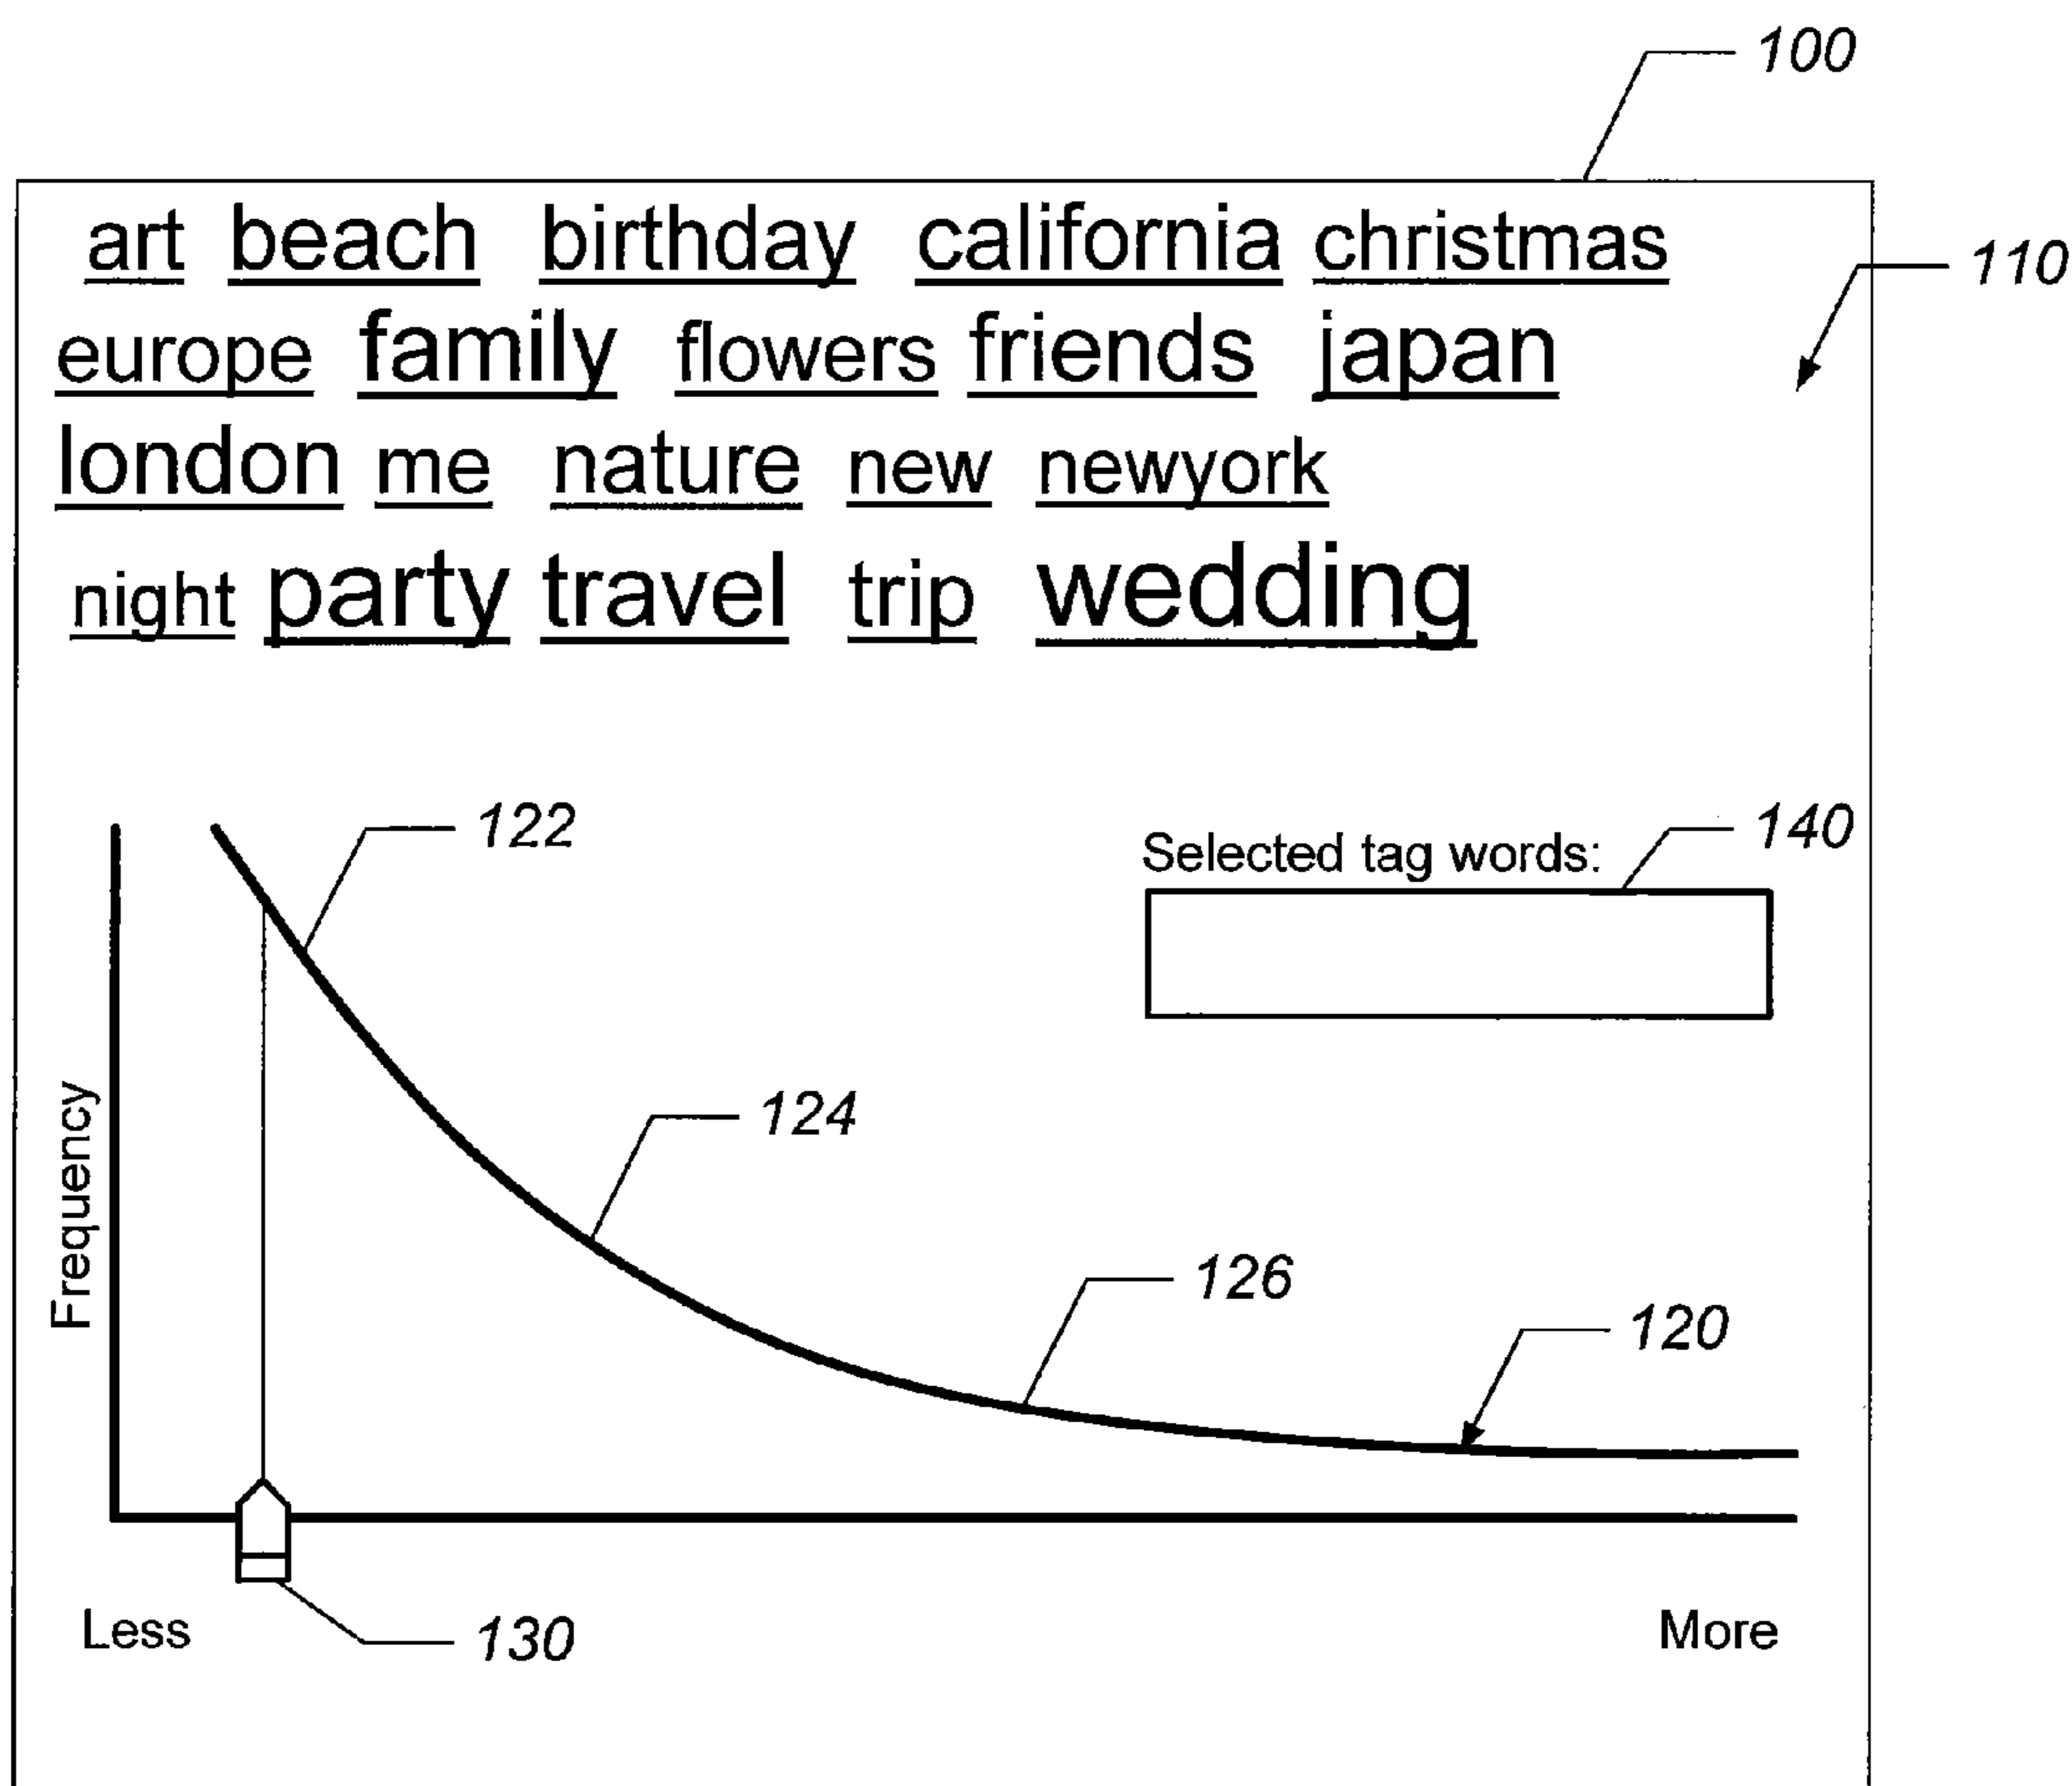 100
art beach birthday california christmas
110
europe family flowers friends japan
london me nature new newyork
night party travel trip wedding
122
Selected tag words:
140
124
Frequency
126
120
Less
130
More